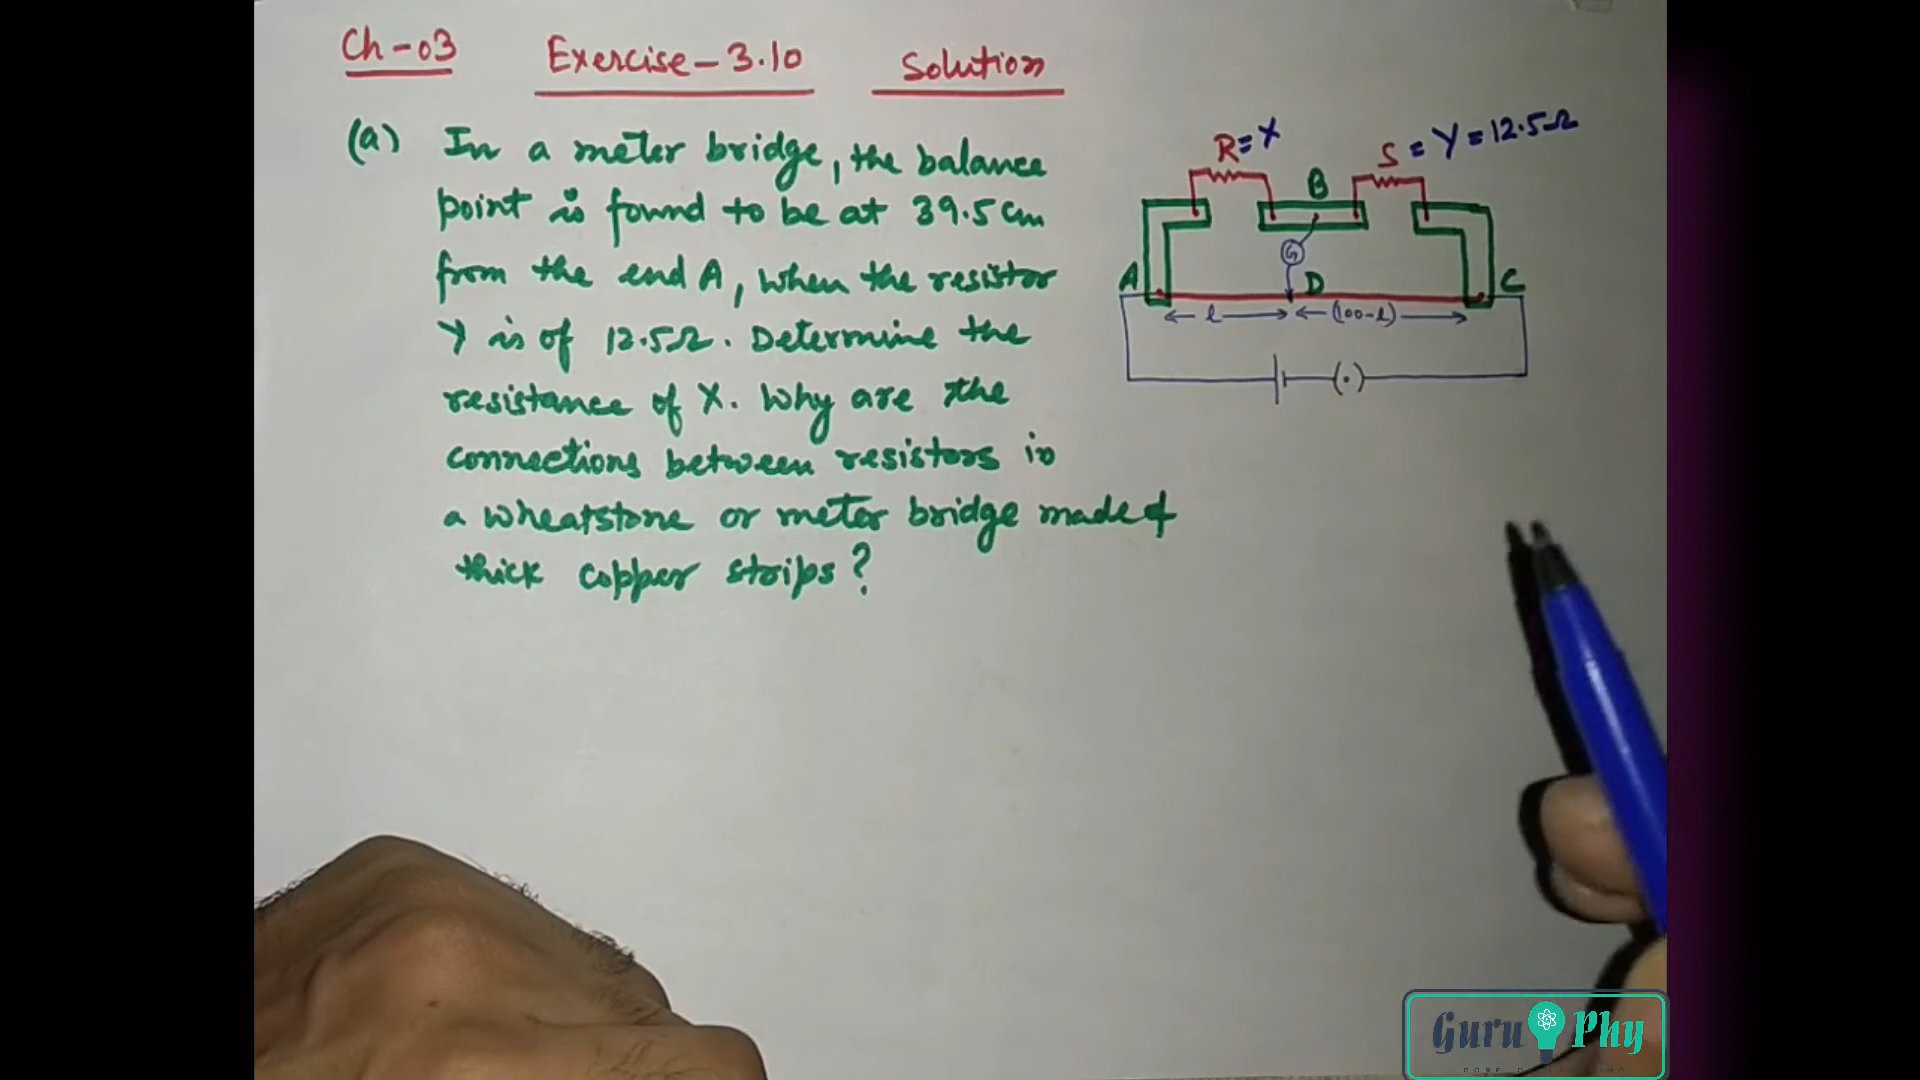 Ch-03 Exercise-3.10 Solution
(a) In a meter bridge, the balance
point is found to be at 39.5 cm
from the end A, when the resistor
Y is of 12.5Ω. Determine the
resistance of X. Why are the
connections between resistors in
a wheatstone or meter bridge made of
thick copper strips?
R=X
S = Y = 12.5Ω
B
G
A
D
C
l
(100-l)
Guru Phy